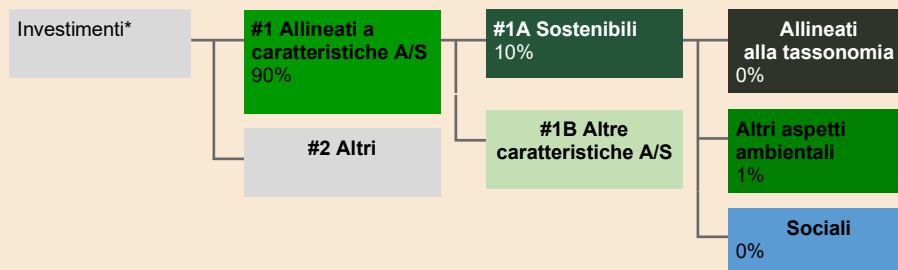 Investimenti*
#1 Allineati a
caratteristiche A/S
90%
#2 Altri
#1A Sostenibili
10%
#1B Altre
caratteristiche A/S
Allineati
alla tassonomia
0%
Altri aspetti
ambientali
1%
Sociali
0%